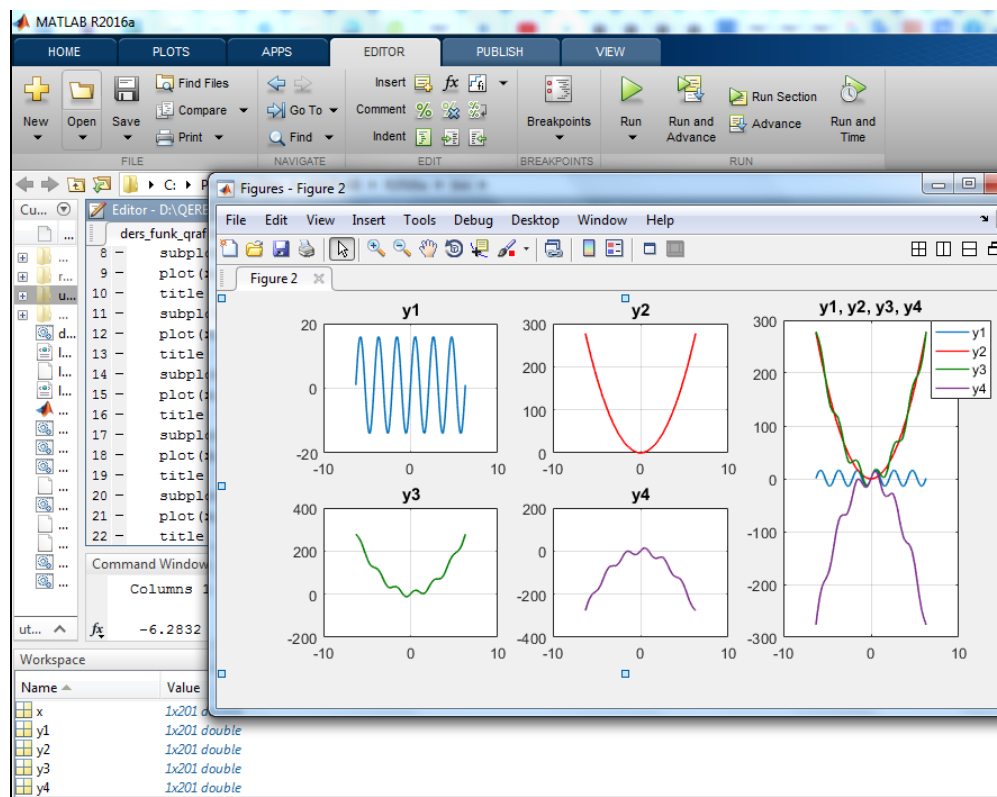 MATLAB R2016a
HOME PLOTS APPS EDITOR PUBLISH VIEW
New Open Save Find Files Compare Print
Go To Find
Insert fx
Comment
Indent
Breakpoints
Run
Run and Advance
Run Section
Advance
Run and Time
FILE NAVIGATE EDIT BREAKPOINTS RUN
C: P
Cu...
Editor - D:\QERE
ders_funk_qraf
8 - subplo
9 - plot(x
10 - title
11 - subplo
12 - plot(x
13 - title
14 - subplo
15 - plot(x
16 - title
17 - subplo
18 - plot(x
19 - title
20 - subplo
21 - plot(x
22 - title
...
...
r...
u...
...
d...
l...
l...
l...
...
...
...
...
...
...
...
...
...
...
ut...
Command Window
Columns 1
fx -6.2832
Workspace
Name Value
x 1x201 double
y1 1x201 double
y2 1x201 double
y3 1x201 double
y4 1x201 double
Figures - Figure 2
File Edit View Insert Tools Debug Desktop Window Help
Figure 2
y1
20
0
-20
-10 0 10
y2
300
200
100
0
-10 0 10
y3
400
200
0
-200
-10 0 10
y4
200
0
-200
-400
-10 0 10
y1, y2, y3, y4
300
200
100
0
-100
-200
-300
-10 0 10
y1
y2
y3
y4